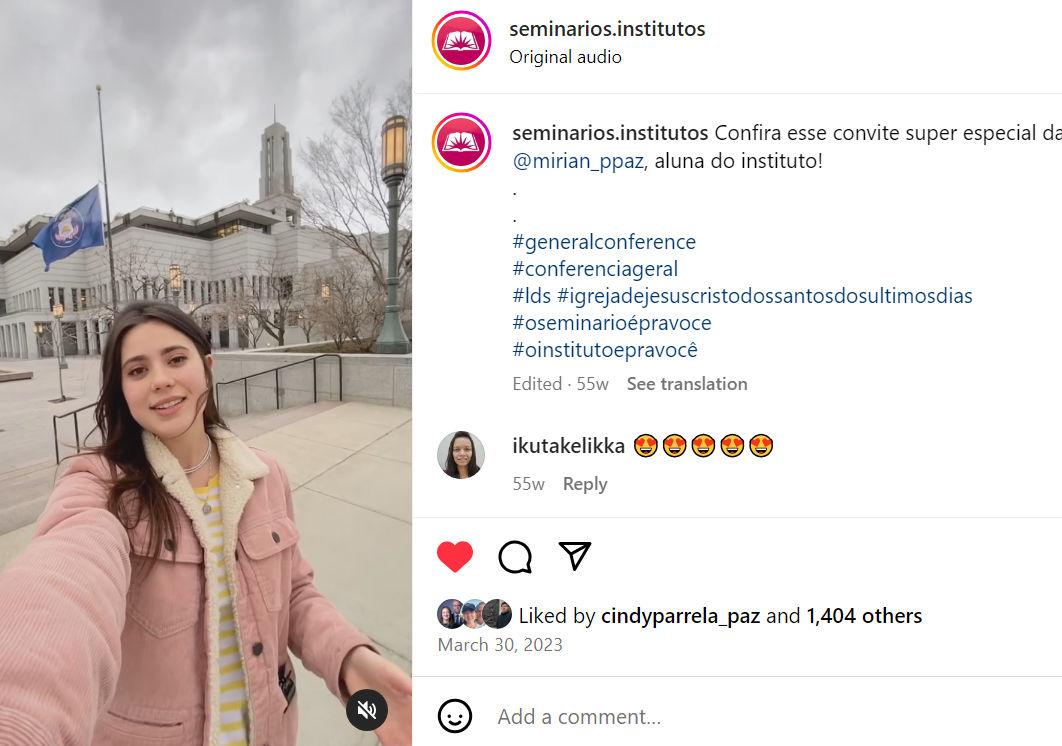 seminarios.institutos
Original audio
seminarios.institutos Confira esse convite super especial da
@mirian_ppaz, aluna do instituto!
.
.
#generalconference
#conferenciageral
#lds #igrejadejesuscristodossantosdosultimosdias
#oseminarioépravoce
#oinstitutoepravocê
Edited · 55w See translation
ikutakelikka 😍😍😍😍😍
55w Reply
Liked by cindyparrela_paz and 1,404 others
March 30, 2023
Add a comment...